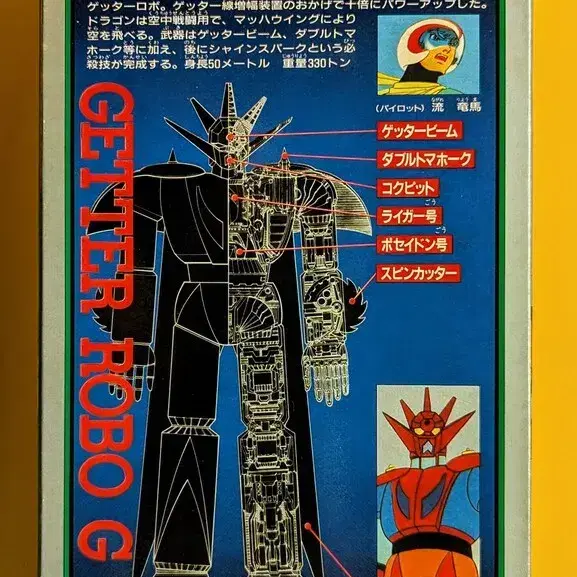 ゲッターロボ。ゲッター線増幅装置のおかげで十倍にパワーアップした。
ドラゴンは空中戦闘用で、マッハウイングにより
空を飛べる。武器はゲッタービーム、ダブルトマ
ホーク等に加え、後にシャインスパークという必
殺技が完成する。身長50メートル 重量330トン
(パイロット) 流 竜馬
ゲッタービーム
ダブルトマホーク
コクピット
ライガー号
ポセイドン号
スピンカッター
GETTER ROBO G